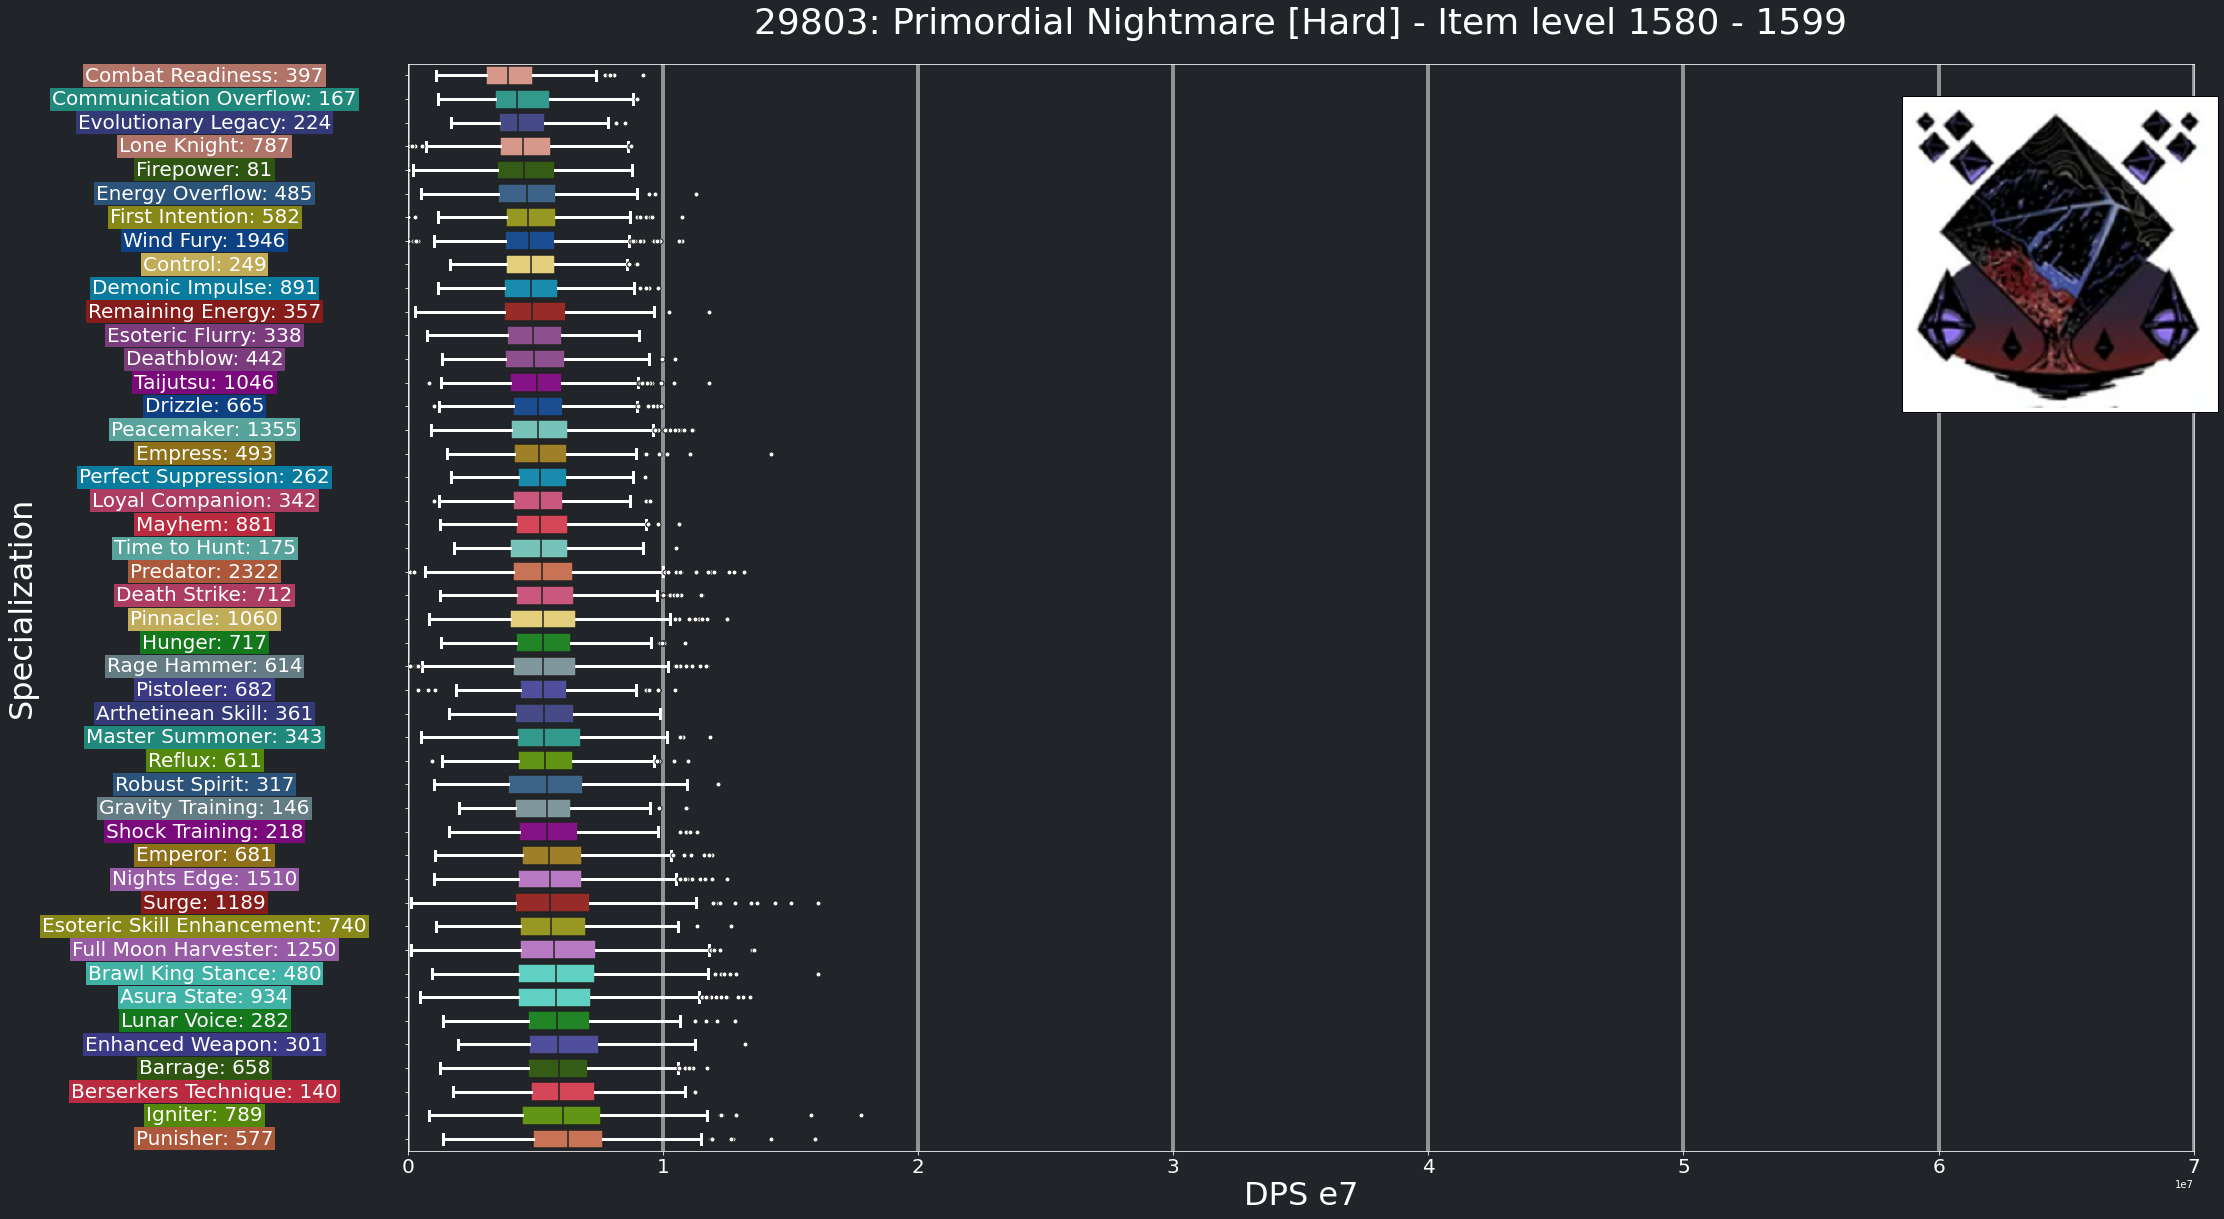 29803: Primordial Nightmare [Hard] - Item level 1580 - 1599
Combat Readiness: 397
Communication Overflow: 167
Evolutionary Legacy: 224
Lone Knight: 787
Firepower: 81
Energy Overflow: 485
First Intention: 582
Wind Fury: 1946
Control: 249
Demonic Impulse: 891
Remaining Energy: 357
Esoteric Flurry: 338
Deathblow: 442
Taijutsu: 1046
Drizzle: 665
Peacemaker: 1355
Empress: 493
Perfect Suppression: 262
Loyal Companion: 342
Mayhem: 881
Time to Hunt: 175
Predator: 2322
Death Strike: 712
Pinnacle: 1060
Hunger: 717
Rage Hammer: 614
Pistoleer: 682
Arthetinean Skill: 361
Master Summoner: 343
Reflux: 611
Robust Spirit: 317
Gravity Training: 146
Shock Training: 218
Emperor: 681
Nights Edge: 1510
Surge: 1189
Esoteric Skill Enhancement: 740
Full Moon Harvester: 1250
Brawl King Stance: 480
Asura State: 934
Lunar Voice: 282
Enhanced Weapon: 301
Barrage: 658
Berserkers Technique: 140
Igniter: 789
Punisher: 577
Specialization
0 1 2 3 4 5 6 7
1e7
DPS e7